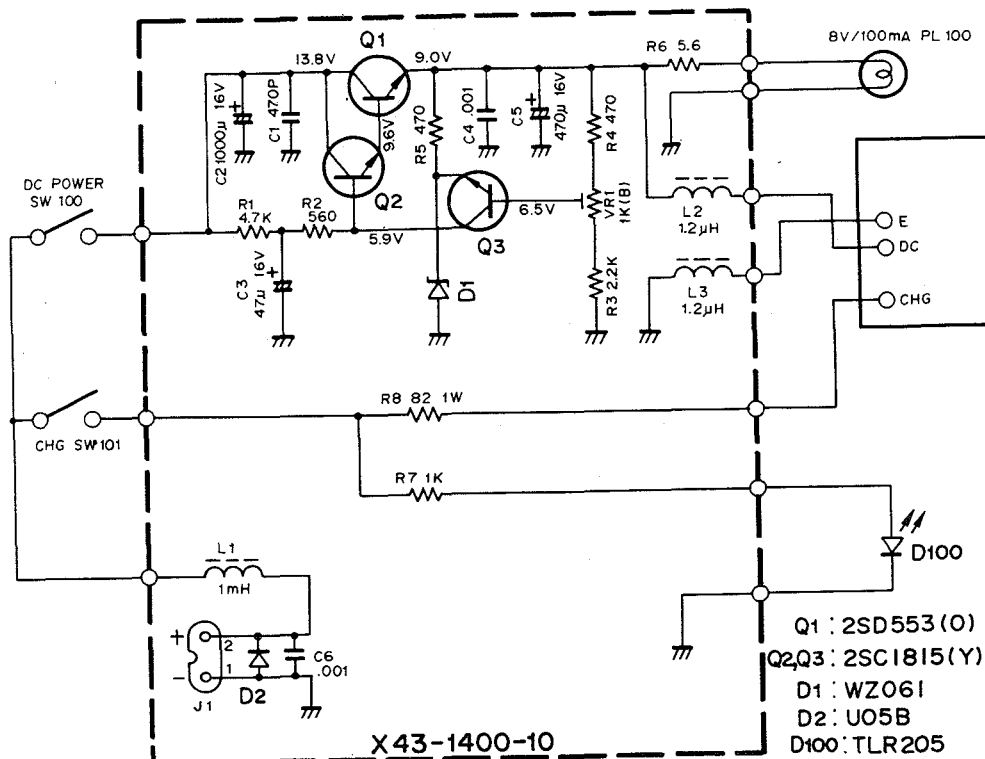 Q1
13.8V
9.0V
R6 5.6
8V/100mA PL 100
C2 1000µ 16V
+
C1 470P
9.6V
R5 470
C4 .001
C5
470µ 16V
+
R4 470
DC POWER
SW 100
Q2
Q3
6.5V
VR1
1K(B)
R1
4.7K
R2
560
5.9V
L2
1.2µH
E
DC
C3
47µ 16V
+
D1
R3 2.2K
L3
1.2µH
CHG
R8 82 1W
CHG SW101
R7 1K
L1
1mH
D100
+
2
C6
.001
-
1
D2
J1
Q1 : 2SD553(O)
Q2,Q3 : 2SC1815(Y)
D1 : WZ061
D2 : U05B
D100 : TLR205
X43-1400-10